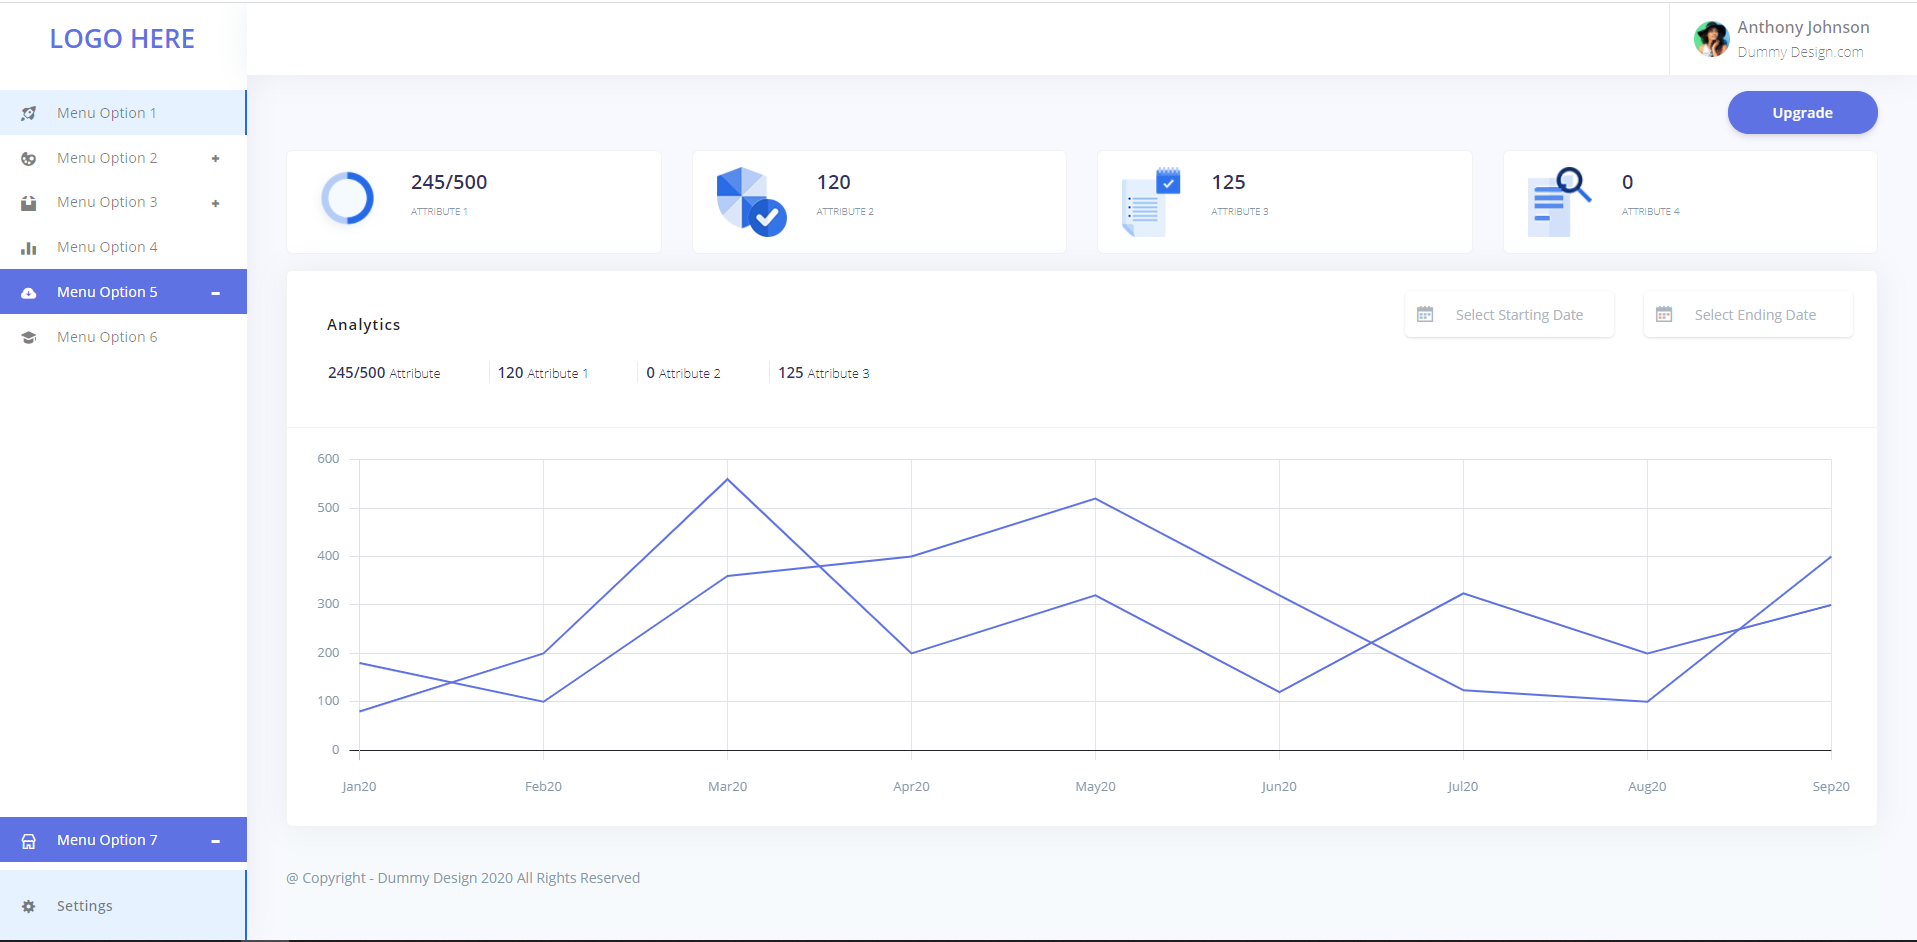 LOGO HERE
Anthony Johnson
Dummy Design.com
Menu Option 1
Menu Option 2
Menu Option 3
Menu Option 4
Menu Option 5
Menu Option 6
Menu Option 7
Settings
Upgrade
245/500
ATTRIBUTE 1
120
ATTRIBUTE 2
125
ATTRIBUTE 3
0
ATTRIBUTE 4
Analytics
Select Starting Date
Select Ending Date
245/500 Attribute
120 Attribute 1
0 Attribute 2
125 Attribute 3
600
500
400
300
200
100
0
Jan20 Feb20 Mar20 Apr20 May20 Jun20 Jul20 Aug20 Sep20
@ Copyright - Dummy Design 2020 All Rights Reserved